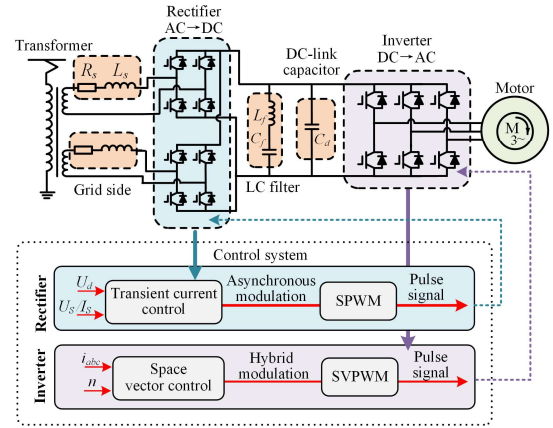 Rectifier
AC→DC
Transformer
DC-link
capacitor
Inverter
DC→AC
Motor
Rs Ls
Lf
Cf
Cd
M
3~
Grid side
LC filter
Control system
Rectifier
Ud
US/IS
Transient current
control
Asynchronous
modulation
SPWM
Pulse
signal
Inverter
iabc
n
Space
vector control
Hybrid
modulation
SVPWM
Pulse
signal